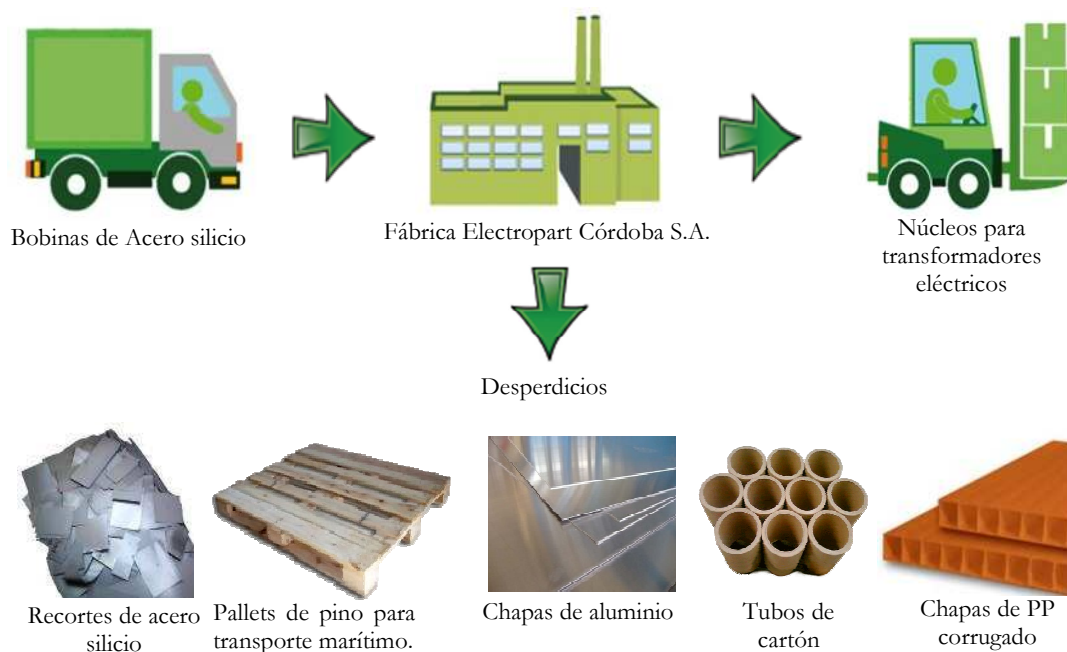 Bobinas de Acero silicio
Fábrica Electropart Córdoba S.A.
Núcleos para
transformadores
eléctricos
Desperdicios
Recortes de acero
silicio
Pallets de pino para
transporte marítimo.
Chapas de aluminio
Tubos de
cartón
Chapas de PP
corrugado